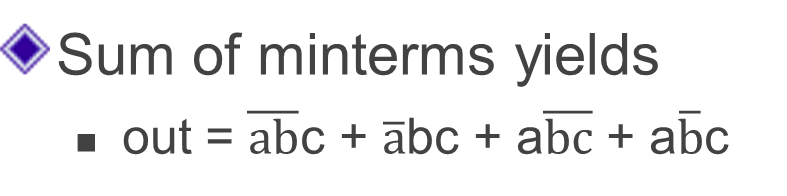 Sum of minterms yields
▪ out = a̅b̅c + a̅bc + ab̅c̅ + ab̅c